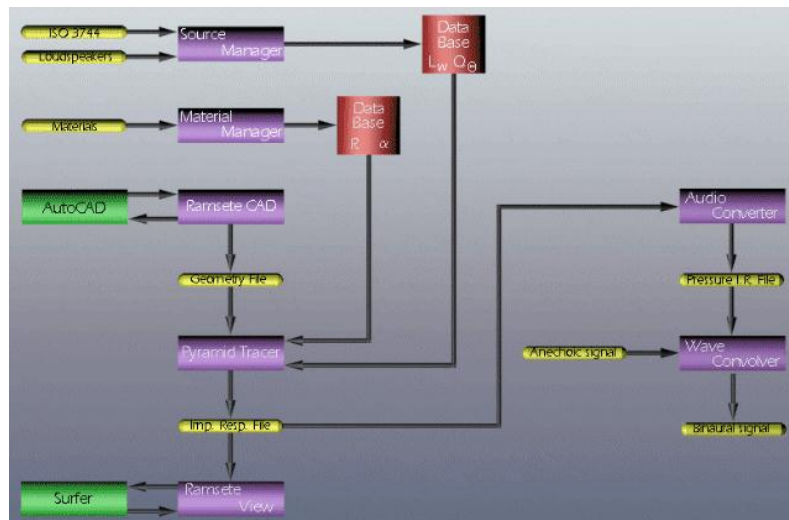 ISO 3744
Loudspeakers
Source
Manager
Data
Base
Lw QΘ
Materials
Material
Manager
Data
Base
R α
AutoCAD
Ramsete CAD
Audio
Converter
Geometry File
Pressure I.R. File
Pyramid Tracer
Anechoic signal
Wave
Convolver
Imp. Resp. File
Binaural signal
Surfer
Ramsete
View